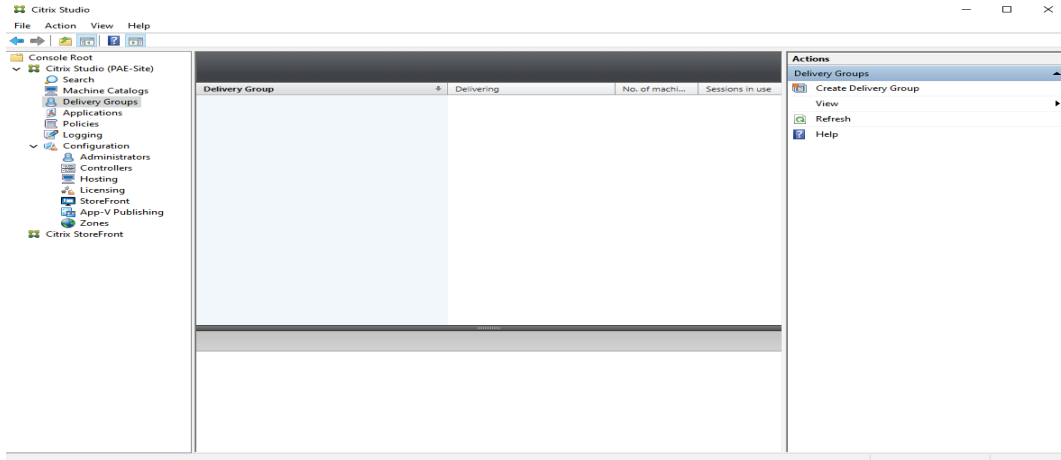 Citrix Studio
File Action View Help
Console Root
Citrix Studio (PAE-Site)
Search
Machine Catalogs
Delivery Groups
Applications
Policies
Logging
Configuration
Administrators
Controllers
Hosting
Licensing
StoreFront
App-V Publishing
Zones
Citrix StoreFront
Delivery Group Delivering No. of machi... Sessions in use
Actions
Delivery Groups
Create Delivery Group
View
Refresh
Help